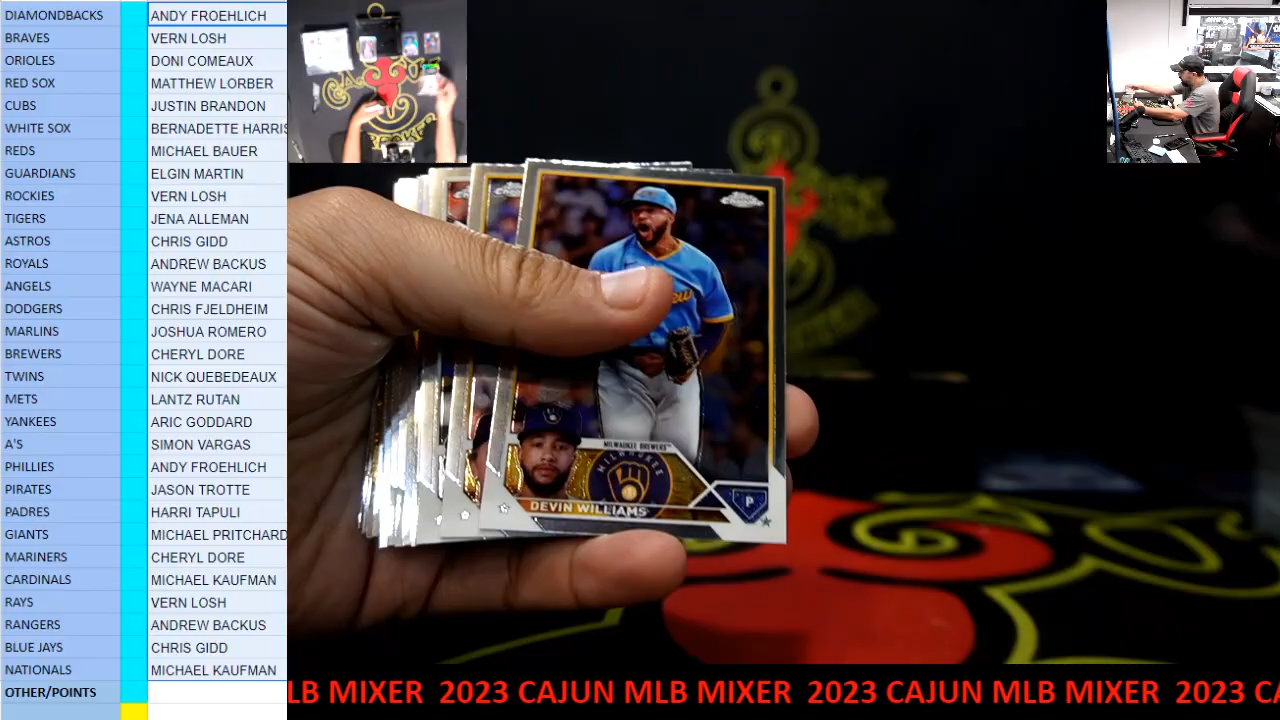 DIAMONDBACKS ANDY FROEHLICH
BRAVES VERN LOSH
ORIOLES DONI COMEAUX
RED SOX MATTHEW LORBER
CUBS JUSTIN BRANDON
WHITE SOX BERNADETTE HARRIS
REDS MICHAEL BAUER
GUARDIANS ELGIN MARTIN
ROCKIES VERN LOSH
TIGERS JENA ALLEMAN
ASTROS CHRIS GIDD
ROYALS ANDREW BACKUS
ANGELS WAYNE MACARI
DODGERS CHRIS FJELDHEIM
MARLINS JOSHUA ROMERO
BREWERS CHERYL DORE
TWINS NICK QUEBEDEAUX
METS LANTZ RUTAN
YANKEES ARIC GODDARD
A'S SIMON VARGAS
PHILLIES ANDY FROEHLICH
PIRATES JASON TROTTE
PADRES HARRI TAPULI
GIANTS MICHAEL PRITCHARD
MARINERS CHERYL DORE
CARDINALS MICHAEL KAUFMAN
RAYS VERN LOSH
RANGERS ANDREW BACKUS
BLUE JAYS CHRIS GIDD
NATIONALS MICHAEL KAUFMAN
OTHER/POINTS
MILWAUKEE BREWERS
MILWAUKEE
DEVIN WILLIAMS
P
LB MIXER 2023 CAJUN MLB MIXER 2023 CAJUN MLB MIXER 2023 CA